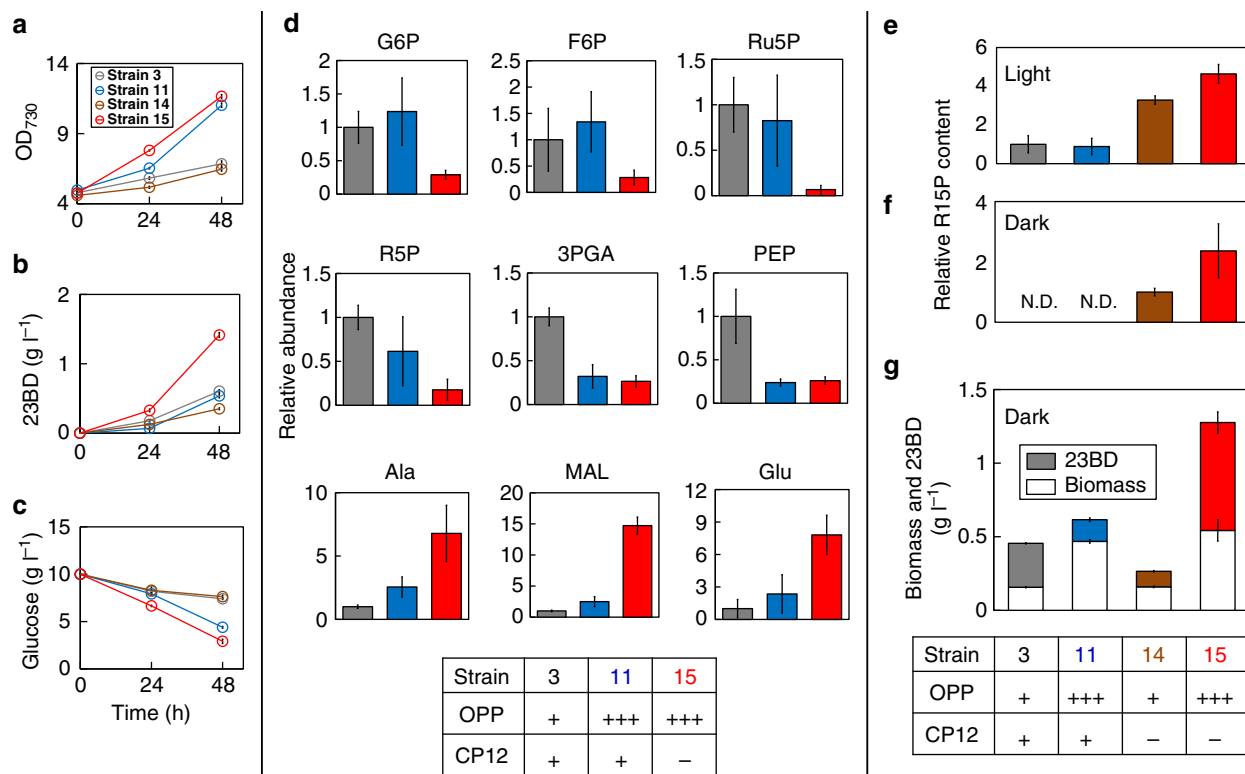 a
OD730
14
9
4
0 24 48
Strain 3
Strain 11
Strain 14
Strain 15
b
23BD (g l⁻¹)
2
1
0
0 24 48
c
Glucose (g l⁻¹)
15
10
5
0
0 24 48
Time (h)
d
Relative abundance
G6P
2
1.5
1
0.5
0
F6P
2.5
2
1.5
1
0.5
0
Ru5P
1.5
1
0.5
0
R5P
1.5
1
0.5
0
3PGA
1.5
1
0.5
0
PEP
1.5
1
0.5
0
Ala
10
5
0
MAL
20
15
10
5
0
Glu
12
9
6
3
0
Strain 3 11 15
OPP + +++ +++
CP12 + + –
e
Relative R15P content
6
4
2
0
Light
f
4
2
0
Dark
N.D. N.D.
g
Biomass and 23BD
(g l⁻¹)
1.5
1
0.5
0
Dark
23BD
Biomass
Strain 3 11 14 15
OPP + +++ + +++
CP12 + + – –